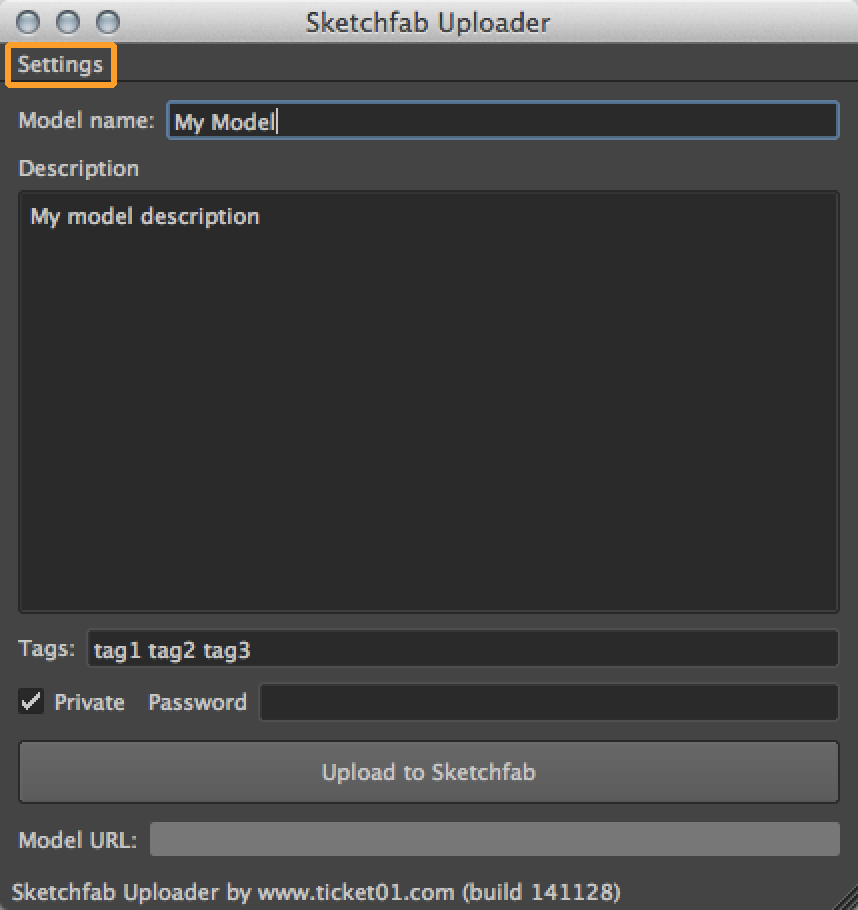 Sketchfab Uploader
Settings
Model name: My Model
Description
My model description
Tags: tag1 tag2 tag3
Private Password
Upload to Sketchfab
Model URL:
Sketchfab Uploader by www.ticket01.com (build 141128)